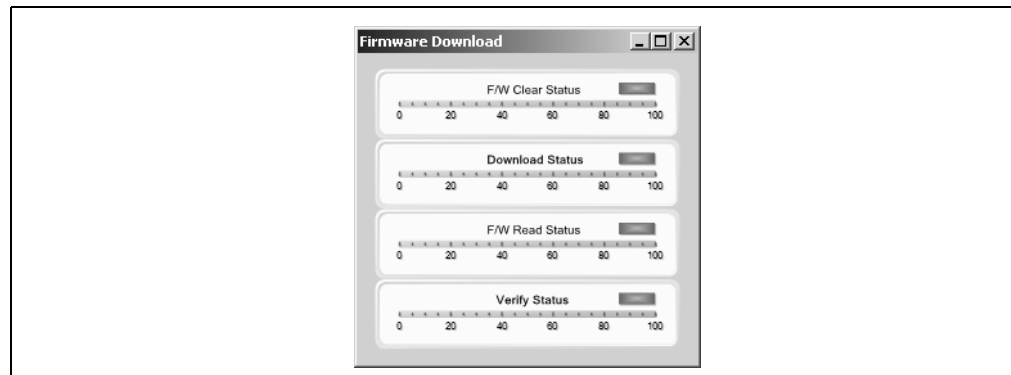 Firmware Download
F/W Clear Status
0 20 40 60 80 100
Download Status
0 20 40 60 80 100
F/W Read Status
0 20 40 60 80 100
Verify Status
0 20 40 60 80 100